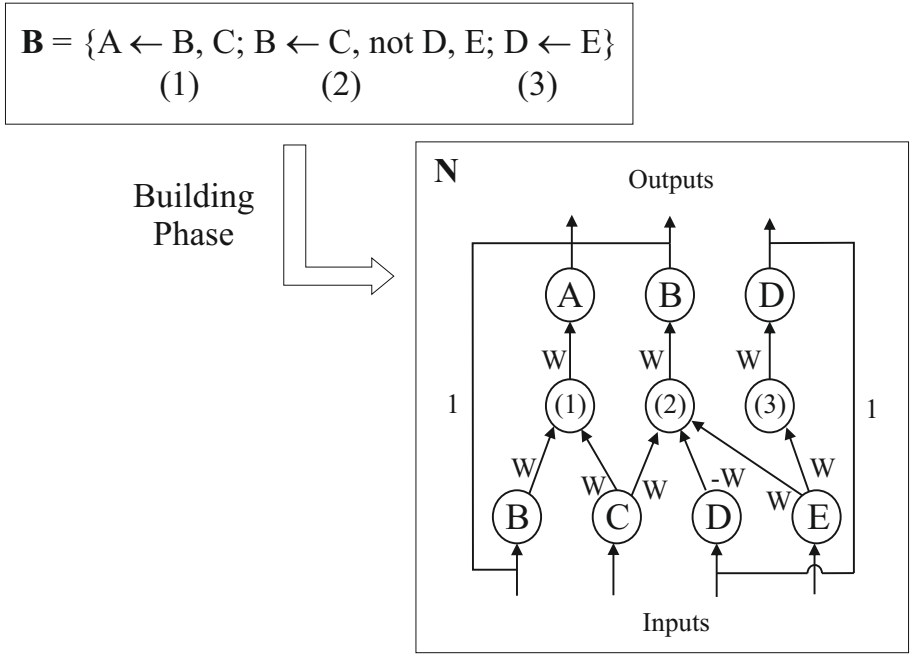 B = {A ← B, C; B ← C, not D, E; D ← E}
(1) (2) (3)
Building
Phase
N
Outputs
A B D
W W W
1 (1) (2) (3) 1
W W W -W W W
B C D E
Inputs